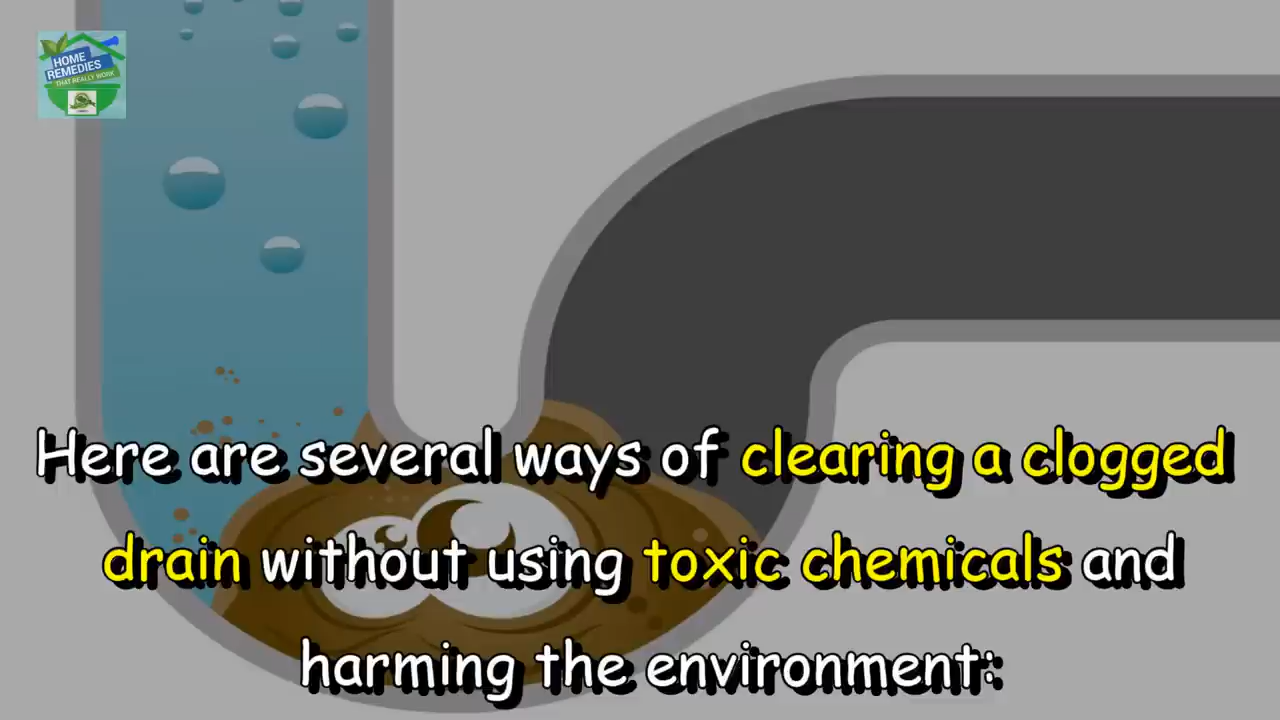 HOME
REMEDIES
THAT REALLY WORK
Here are several ways of clearing a clogged
drain without using toxic chemicals and
harming the environment: